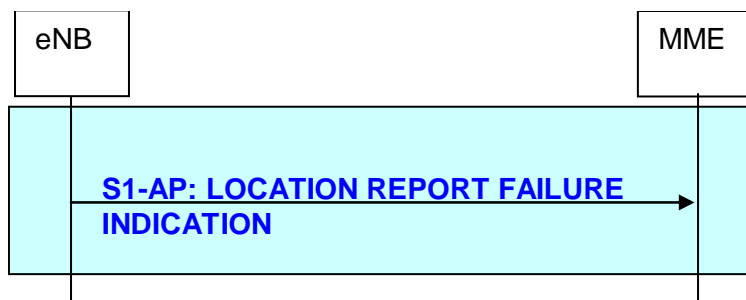 eNB
MME
S1-AP: LOCATION REPORT FAILURE
INDICATION